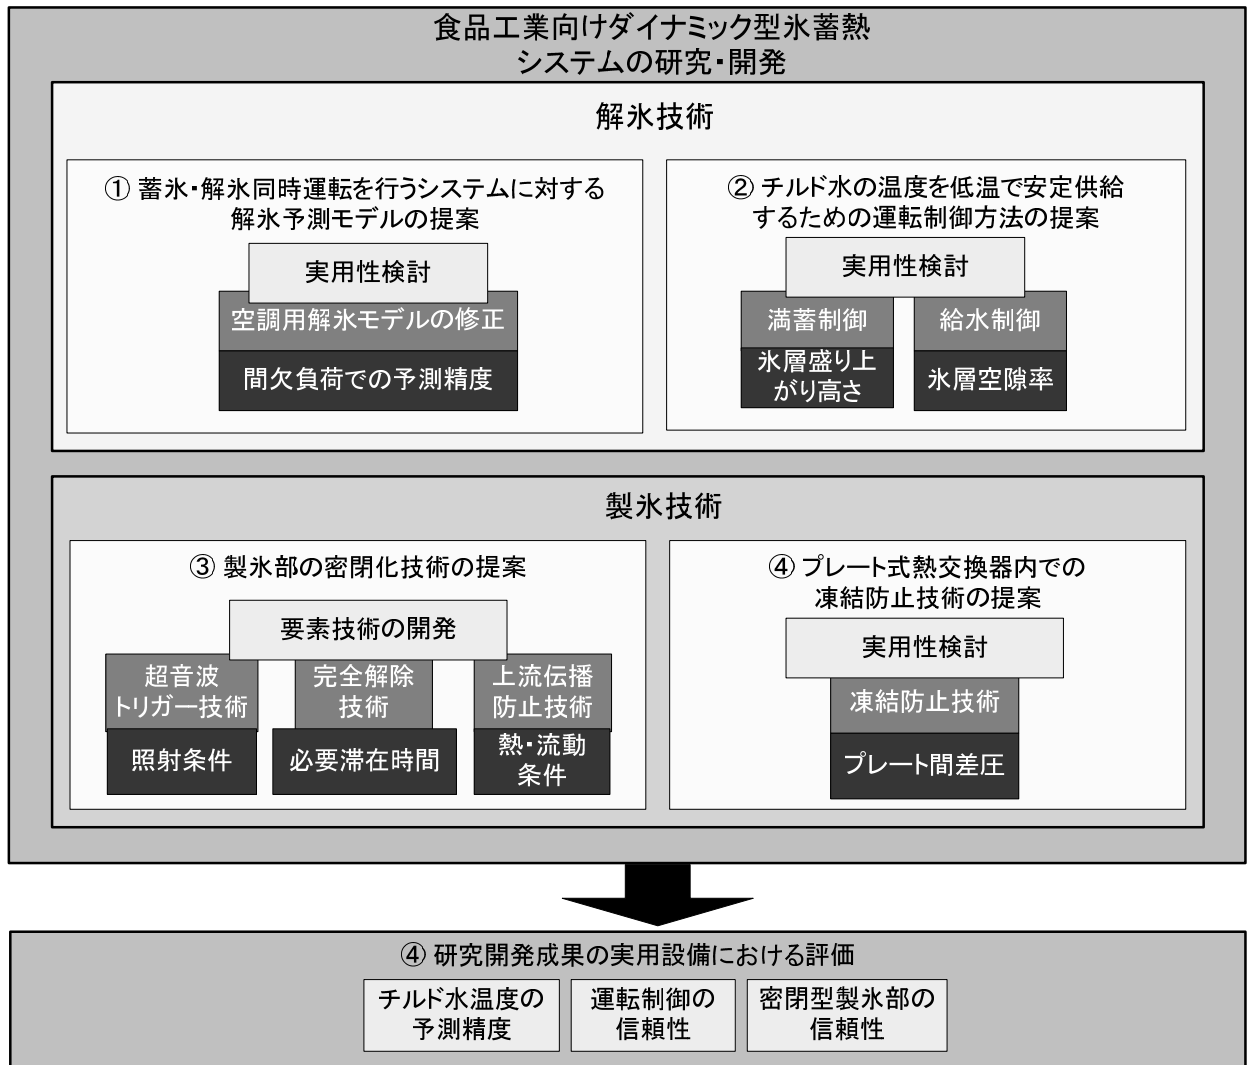 食品工業向けダイナミック型氷蓄熱
システムの研究・開発
解氷技術
① 蓄氷・解氷同時運転を行うシステムに対する
解氷予測モデルの提案
実用性検討
空調用解氷モデルの修正
間欠負荷での予測精度
② チルド水の温度を低温で安定供給
するための運転制御方法の提案
実用性検討
満蓄制御
給水制御
氷層盛り上
がり高さ
氷層空隙率
製氷技術
③ 製氷部の密閉化技術の提案
要素技術の開発
超音波
トリガー技術
完全解除
技術
上流伝播
防止技術
照射条件
必要滞在時間
熱・流動
条件
④ プレート式熱交換器内での
凍結防止技術の提案
実用性検討
凍結防止技術
プレート間差圧
④ 研究開発成果の実用設備における評価
チルド水温度の
予測精度
運転制御の
信頼性
密閉型製氷部の
信頼性